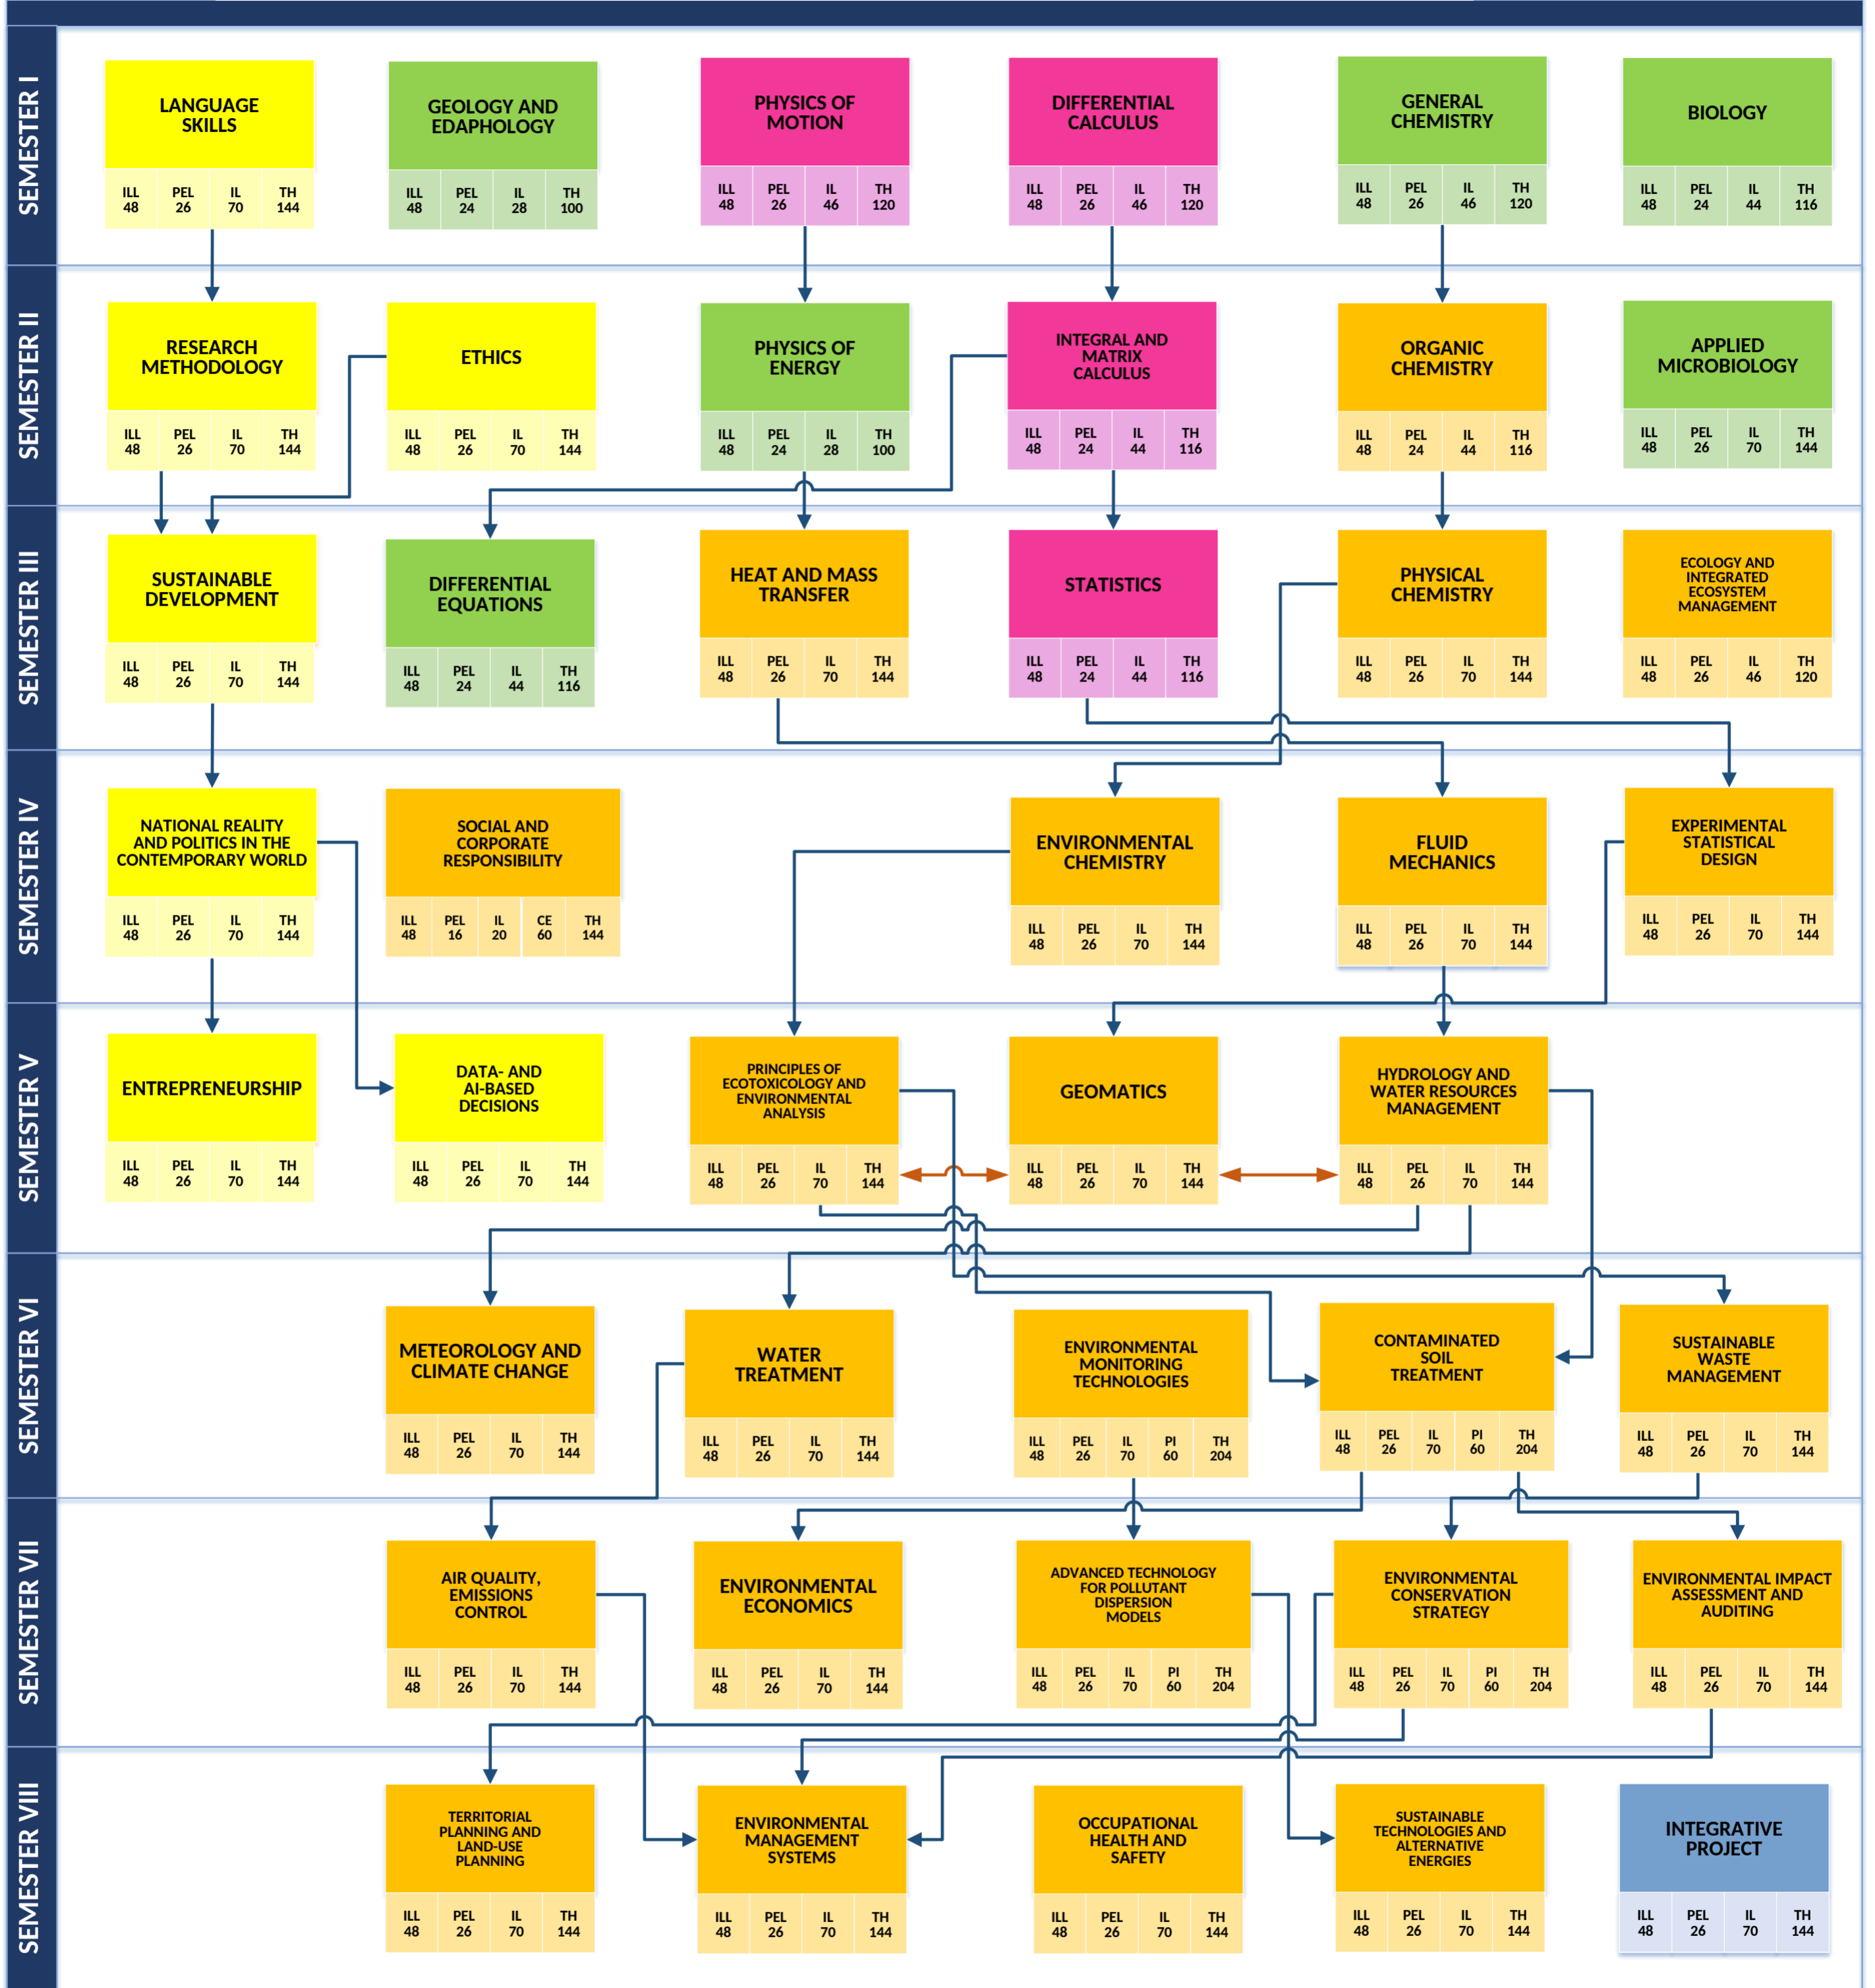 SEMESTER I
LANGUAGE
SKILLS
ILL PEL IL TH
48 26 70 144
GEOLOGY AND
EDAPHOLOGY
ILL PEL IL TH
48 24 28 100
PHYSICS OF
MOTION
ILL PEL IL TH
48 26 46 120
DIFFERENTIAL
CALCULUS
ILL PEL IL TH
48 26 46 120
GENERAL
CHEMISTRY
ILL PEL IL TH
48 26 46 120
BIOLOGY
ILL PEL IL TH
48 24 44 116
SEMESTER II
RESEARCH
METHODOLOGY
ILL PEL IL TH
48 26 70 144
ETHICS
ILL PEL IL TH
48 26 70 144
PHYSICS OF
ENERGY
ILL PEL IL TH
48 24 28 100
INTEGRAL AND
MATRIX
CALCULUS
ILL PEL IL TH
48 24 44 116
ORGANIC
CHEMISTRY
ILL PEL IL TH
48 24 44 116
APPLIED
MICROBIOLOGY
ILL PEL IL TH
48 26 70 144
SEMESTER III
SUSTAINABLE
DEVELOPMENT
ILL PEL IL TH
48 26 70 144
DIFFERENTIAL
EQUATIONS
ILL PEL IL TH
48 24 44 116
HEAT AND MASS
TRANSFER
ILL PEL IL TH
48 26 70 144
STATISTICS
ILL PEL IL TH
48 24 44 116
PHYSICAL
CHEMISTRY
ILL PEL IL TH
48 26 70 144
ECOLOGY AND
INTEGRATED
ECOSYSTEM
MANAGEMENT
ILL PEL IL TH
48 26 46 120
SEMESTER IV
NATIONAL REALITY
AND POLITICS IN THE
CONTEMPORARY WORLD
ILL PEL IL TH
48 26 70 144
SOCIAL AND
CORPORATE
RESPONSIBILITY
ILL PEL IL CE TH
48 16 20 60 144
ENVIRONMENTAL
CHEMISTRY
ILL PEL IL TH
48 26 70 144
FLUID
MECHANICS
ILL PEL IL TH
48 26 70 144
EXPERIMENTAL
STATISTICAL
DESIGN
ILL PEL IL TH
48 26 70 144
SEMESTER V
ENTREPRENEURSHIP
ILL PEL IL TH
48 26 70 144
DATA- AND
AI-BASED
DECISIONS
ILL PEL IL TH
48 26 70 144
PRINCIPLES OF
ECOTOXICOLOGY AND
ENVIRONMENTAL
ANALYSIS
ILL PEL IL TH
48 26 70 144
GEOMATICS
ILL PEL IL TH
48 26 70 144
HYDROLOGY AND
WATER RESOURCES
MANAGEMENT
ILL PEL IL TH
48 26 70 144
SEMESTER VI
METEOROLOGY AND
CLIMATE CHANGE
ILL PEL IL TH
48 26 70 144
WATER
TREATMENT
ILL PEL IL TH
48 26 70 144
ENVIRONMENTAL
MONITORING
TECHNOLOGIES
ILL PEL IL PI TH
48 26 70 60 204
CONTAMINATED
SOIL
TREATMENT
ILL PEL IL PI TH
48 26 70 60 204
SUSTAINABLE
WASTE
MANAGEMENT
ILL PEL IL TH
48 26 70 144
SEMESTER VII
AIR QUALITY,
EMISSIONS
CONTROL
ILL PEL IL TH
48 26 70 144
ENVIRONMENTAL
ECONOMICS
ILL PEL IL TH
48 26 70 144
ADVANCED TECHNOLOGY
FOR POLLUTANT
DISPERSION
MODELS
ILL PEL IL PI TH
48 26 70 60 204
ENVIRONMENTAL
CONSERVATION
STRATEGY
ILL PEL IL PI TH
48 26 70 60 204
ENVIRONMENTAL IMPACT
ASSESSMENT AND
AUDITING
ILL PEL IL TH
48 26 70 144
SEMESTER VIII
TERRITORIAL
PLANNING AND
LAND-USE
PLANNING
ILL PEL IL TH
48 26 70 144
ENVIRONMENTAL
MANAGEMENT
SYSTEMS
ILL PEL IL TH
48 26 70 144
OCCUPATIONAL
HEALTH AND
SAFETY
ILL PEL IL TH
48 26 70 144
SUSTAINABLE
TECHNOLOGIES AND
ALTERNATIVE
ENERGIES
ILL PEL IL TH
48 26 70 144
INTEGRATIVE
PROJECT
ILL PEL IL TH
48 26 70 144